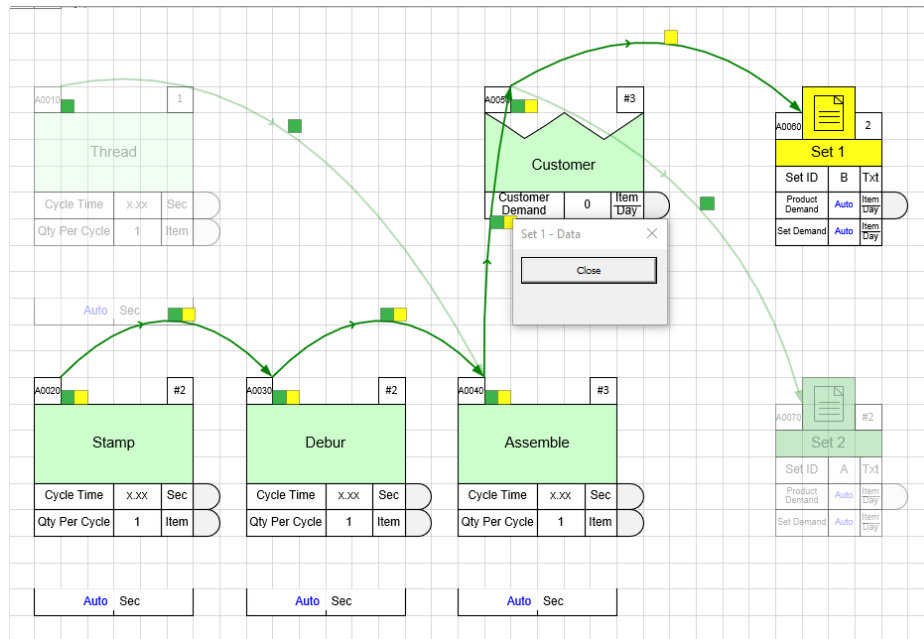 A0010 1
Thread
Cycle Time x.xx Sec
Qty Per Cycle 1 Item
Auto Sec
A0050 #3
Customer
Customer Demand 0 Item Day
Set 1 - Data
Close
A0060 2
Set 1
Set ID B Txt
Product Demand Auto Item Day
Set Demand Auto Item Day
A0020 #2
Stamp
Cycle Time x.xx Sec
Qty Per Cycle 1 Item
Auto Sec
A0030 #2
Debur
Cycle Time x.xx Sec
Qty Per Cycle 1 Item
Auto Sec
A0040 #3
Assemble
Cycle Time x.xx Sec
Qty Per Cycle 1 Item
Auto Sec
A0070 #2
Set 2
Set ID A Txt
Product Demand Auto Item Day
Set Demand Auto Item Day